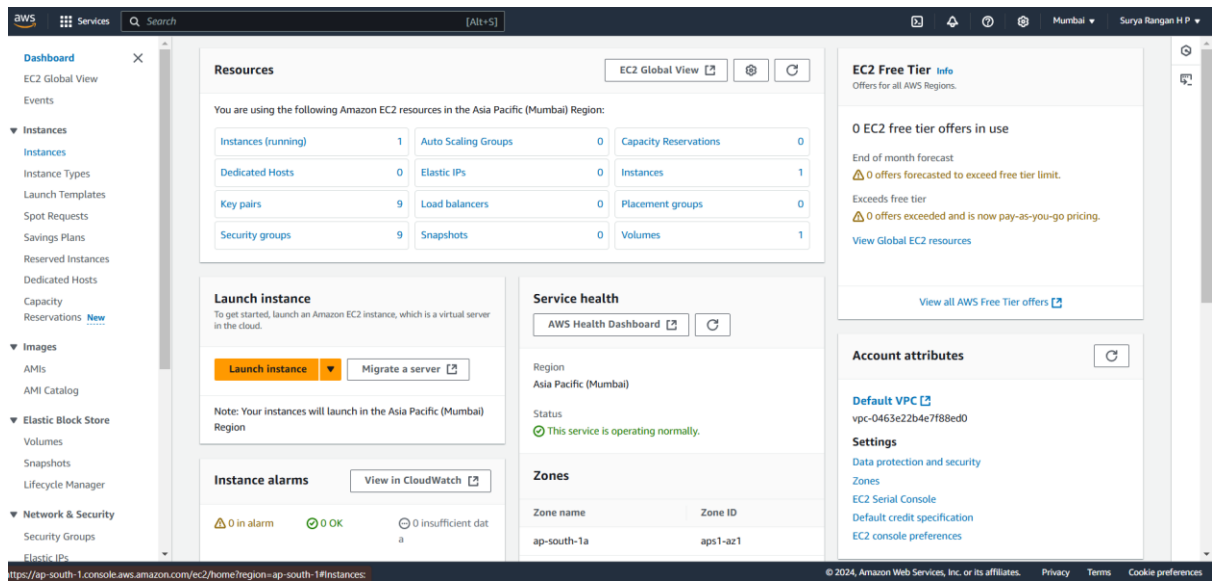 aws Services Search [Alt+S] Mumbai Surya Rangan H P
Dashboard
EC2 Global View
Events
Instances
Instances
Instance Types
Launch Templates
Spot Requests
Savings Plans
Reserved Instances
Dedicated Hosts
Capacity
Reservations New
Images
AMIs
AMI Catalog
Elastic Block Store
Volumes
Snapshots
Lifecycle Manager
Network & Security
Security Groups
Elastic IPs
Resources
EC2 Global View
You are using the following Amazon EC2 resources in the Asia Pacific (Mumbai) Region:
Instances (running) 1 Auto Scaling Groups 0 Capacity Reservations 0
Dedicated Hosts 0 Elastic IPs 0 Instances 1
Key pairs 9 Load balancers 0 Placement groups 0
Security groups 9 Snapshots 0 Volumes 1
Launch instance
To get started, launch an Amazon EC2 instance, which is a virtual server
in the cloud.
Launch instance Migrate a server
Note: Your instances will launch in the Asia Pacific (Mumbai)
Region
Instance alarms View in CloudWatch
0 in alarm 0 OK 0 insufficient dat
a
Service health
AWS Health Dashboard
Region
Asia Pacific (Mumbai)
Status
This service is operating normally.
Zones
Zone name Zone ID
ap-south-1a aps1-az1
EC2 Free Tier Info
Offers for all AWS Regions.
0 EC2 free tier offers in use
End of month forecast
0 offers forecasted to exceed free tier limit.
Exceeds free tier
0 offers exceeded and is now pay-as-you-go pricing.
View Global EC2 resources
View all AWS Free Tier offers
Account attributes
Default VPC
vpc-0463e22b4e7f88ed0
Settings
Data protection and security
Zones
EC2 Serial Console
Default credit specification
EC2 console preferences
https://ap-south-1.console.aws.amazon.com/ec2/home?region=ap-south-1#Instances:
© 2024, Amazon Web Services, Inc. or its affiliates. Privacy Terms Cookie preferences